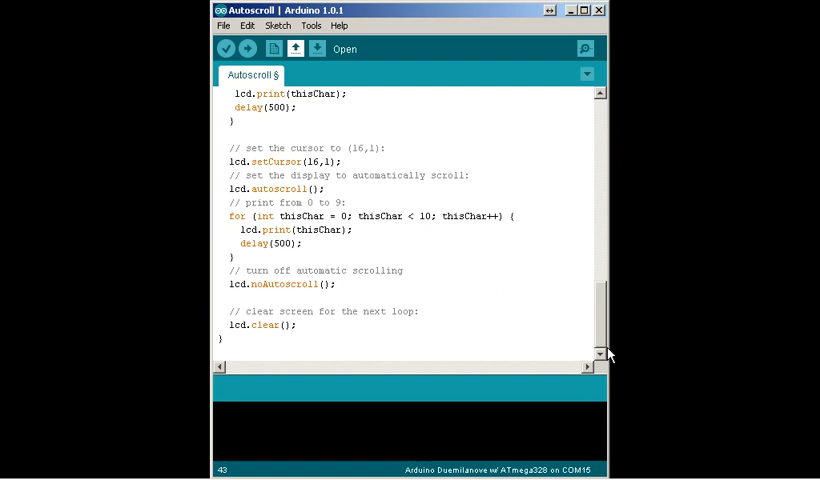 Autoscroll | Arduino 1.0.1
File Edit Sketch Tools Help
Open
Autoscroll §
lcd.print(thisChar);
delay(500);
}
// set the cursor to (16,1):
lcd.setCursor(16,1);
// set the display to automatically scroll:
lcd.autoscroll();
// print from 0 to 9:
for (int thisChar = 0; thisChar < 10; thisChar++) {
lcd.print(thisChar);
delay(500);
}
// turn off automatic scrolling
lcd.noAutoscroll();
// clear screen for the next loop:
lcd.clear();
}
43 Arduino Duemilanove w/ ATmega328 on COM15